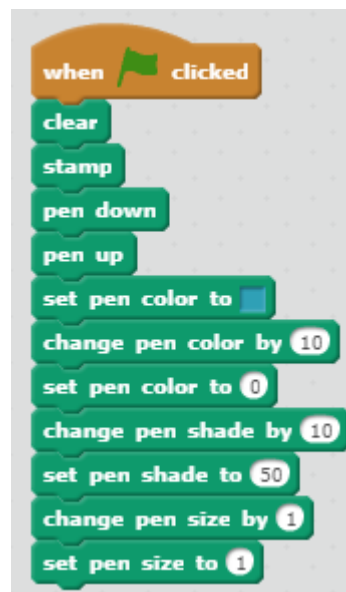 when clicked
clear
stamp
pen down
pen up
set pen color to
change pen color by 10
set pen color to 0
change pen shade by 10
set pen shade to 50
change pen size by 1
set pen size to 1